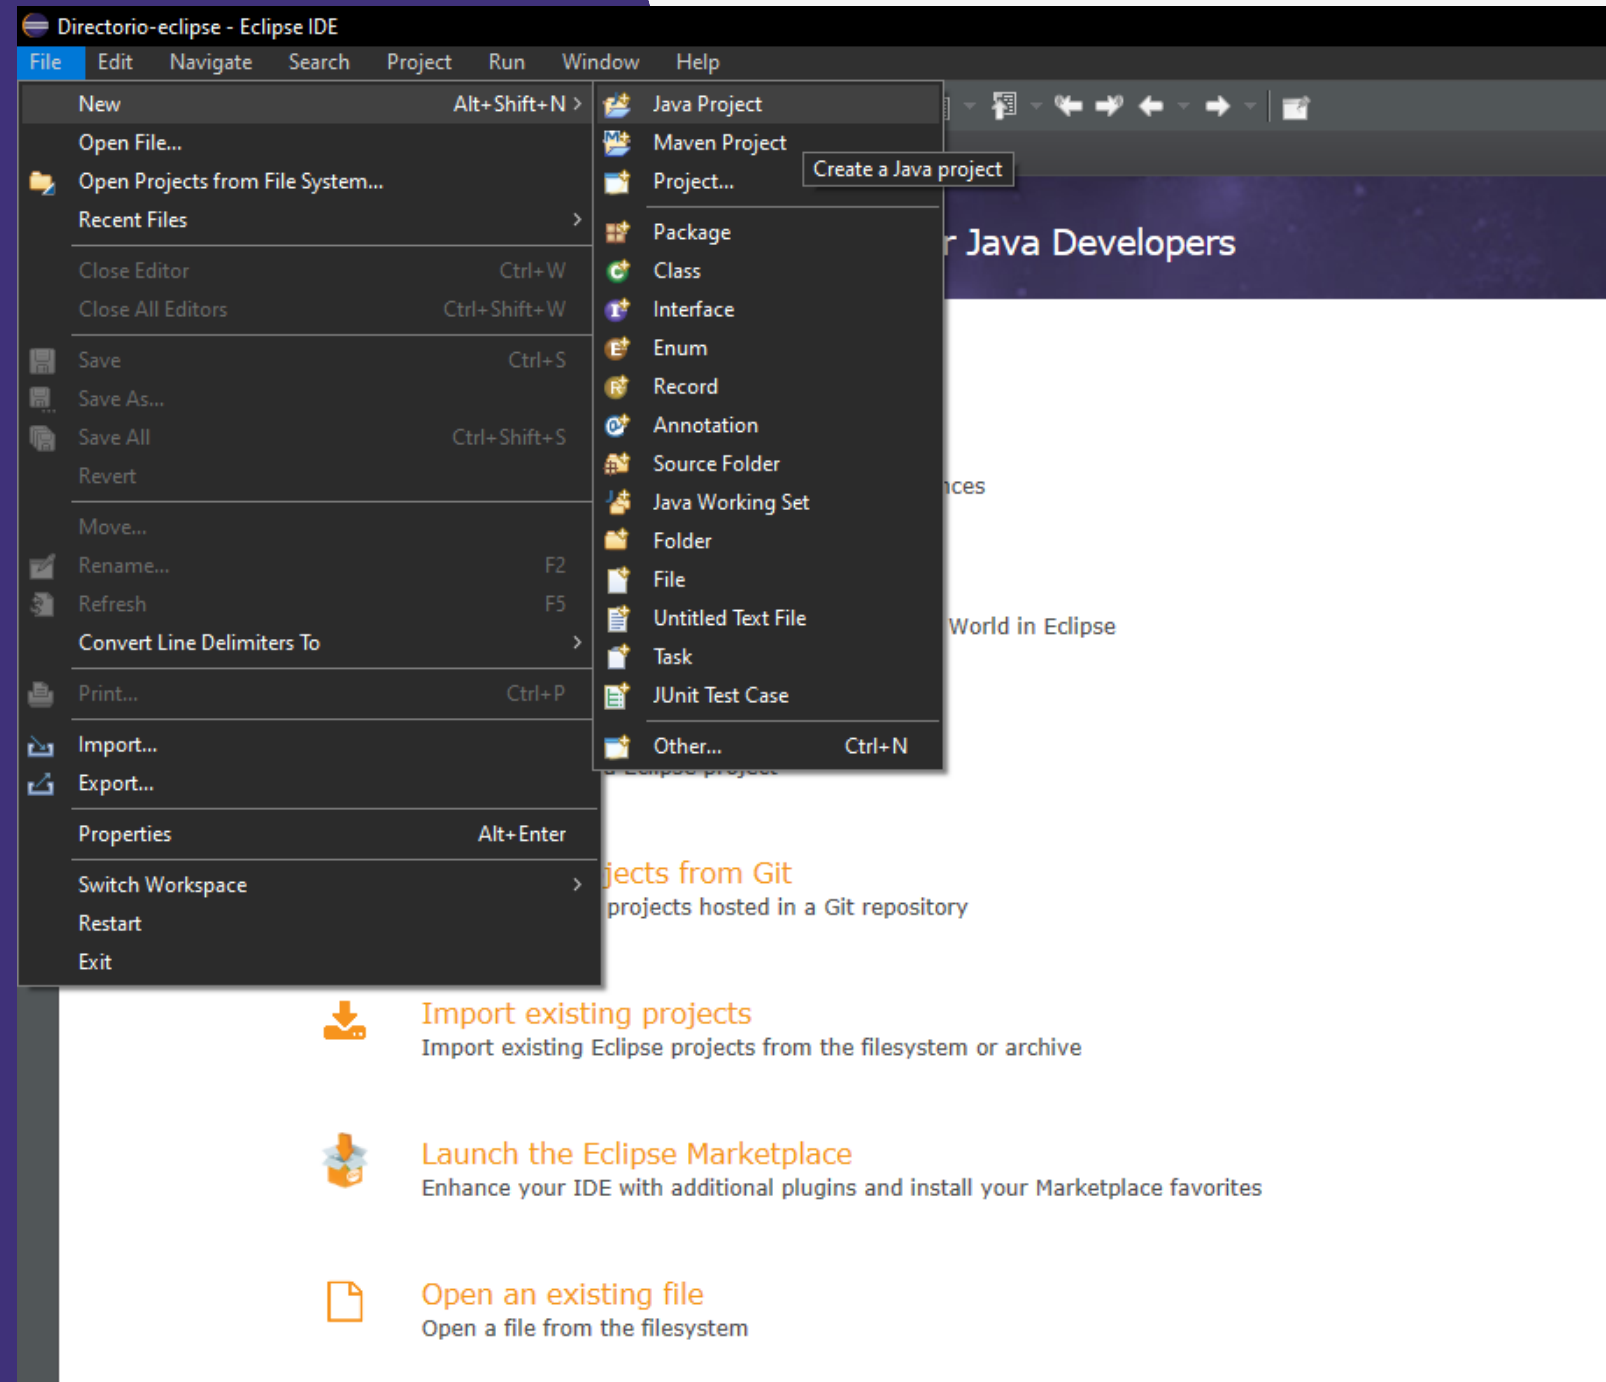 Directorio-eclipse - Eclipse IDE
File Edit Navigate Search Project Run Window Help
New Alt+Shift+N >
Open File...
Open Projects from File System...
Recent Files >
Close Editor Ctrl+W
Close All Editors Ctrl+Shift+W
Save Ctrl+S
Save As...
Save All Ctrl+Shift+S
Revert
Move...
Rename... F2
Refresh F5
Convert Line Delimiters To >
Print... Ctrl+P
Import...
Export...
Properties Alt+Enter
Switch Workspace >
Restart
Exit
Java Project
Maven Project
Create a Java project
Project...
Package
Class
Interface
Enum
Record
Annotation
Source Folder
Java Working Set
Folder
File
Untitled Text File
Task
JUnit Test Case
Other... Ctrl+N
r Java Developers
nces
World in Eclipse
Eclipse project
jects from Git
projects hosted in a Git repository
Import existing projects
Import existing Eclipse projects from the filesystem or archive
Launch the Eclipse Marketplace
Enhance your IDE with additional plugins and install your Marketplace favorites
Open an existing file
Open a file from the filesystem